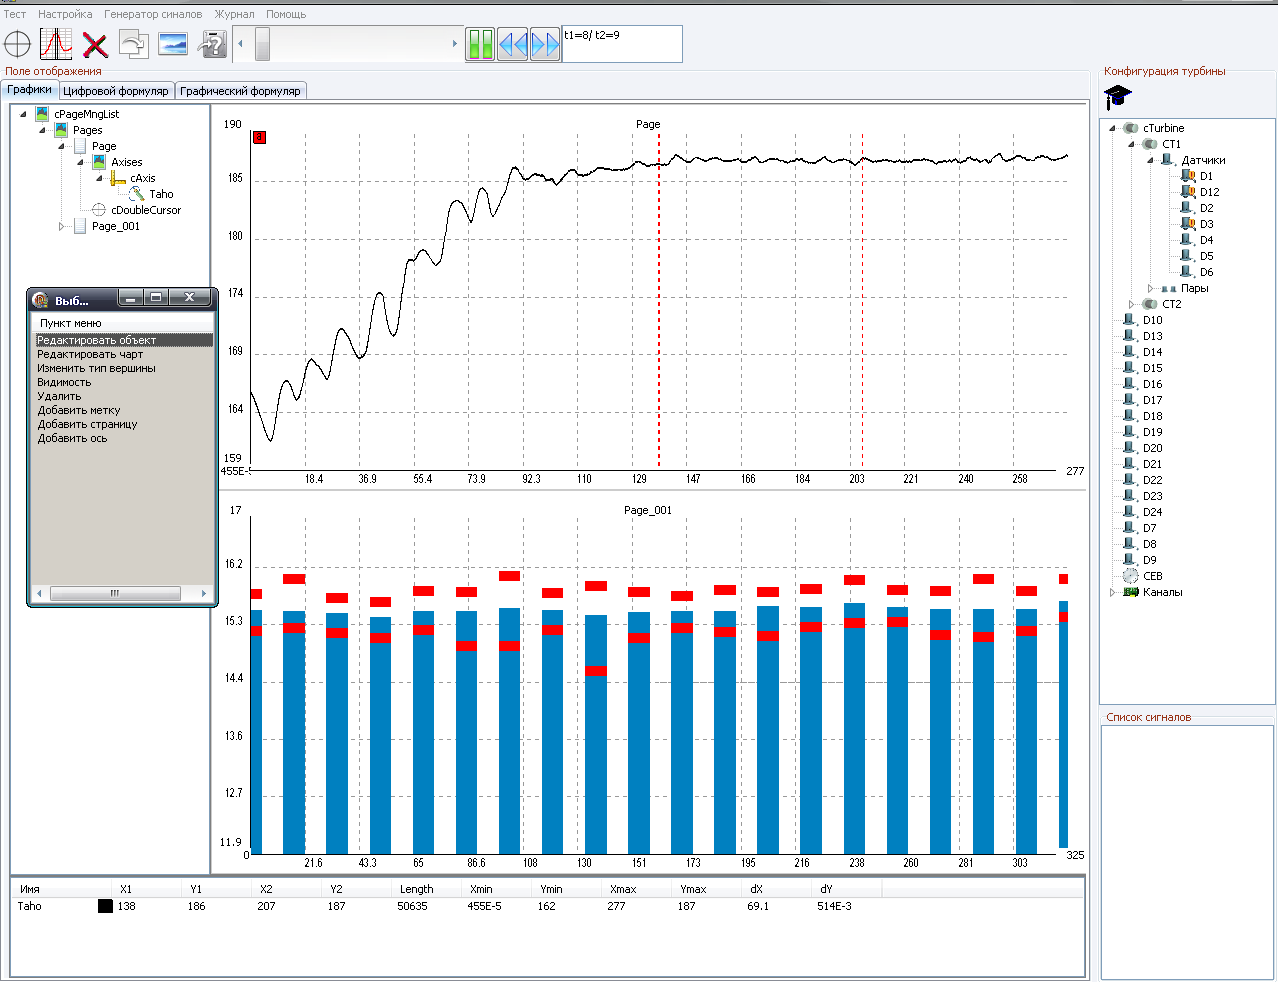 Тест Настройка Генератор синалов Журнал Помощь
t1=8/ t2=9
Поле отображения
Графики Цифровой формуляр Графический формуляр
cPageMngList
Pages
Page
Axises
cAxis
Taho
cDoubleCursor
Page_001
Выб...
Пункт меню
Редактировать объект
Редактировать чарт
Изменить тип вершины
Видимость
Удалить
Добавить метку
Добавить страницу
Добавить ось
Page
190
185
180
174
169
164
159
455E-
18.4 36.9 55.4 73.9 92.3 110 129 147 166 184 203 221 240 258 277
Page_001
17
16.2
15.3
14.4
13.6
12.7
11.9
0 21.6 43.3 65 86.6 108 130 151 173 195 216 238 260 281 303 325
Имя X1 Y1 X2 Y2 Length Xmin Ymin Xmax Ymax dX dY
Taho 138 186 207 187 50635 455E-5 162 277 187 69.1 514E-3
Конфигурация турбины
cTurbine
СТ1
Датчики
D1
D12
D2
D3
D4
D5
D6
Пары
СТ2
D10
D13
D14
D15
D16
D17
D18
D19
D20
D21
D22
D23
D24
D7
D8
D9
СЕВ
Каналы
Список сигналов